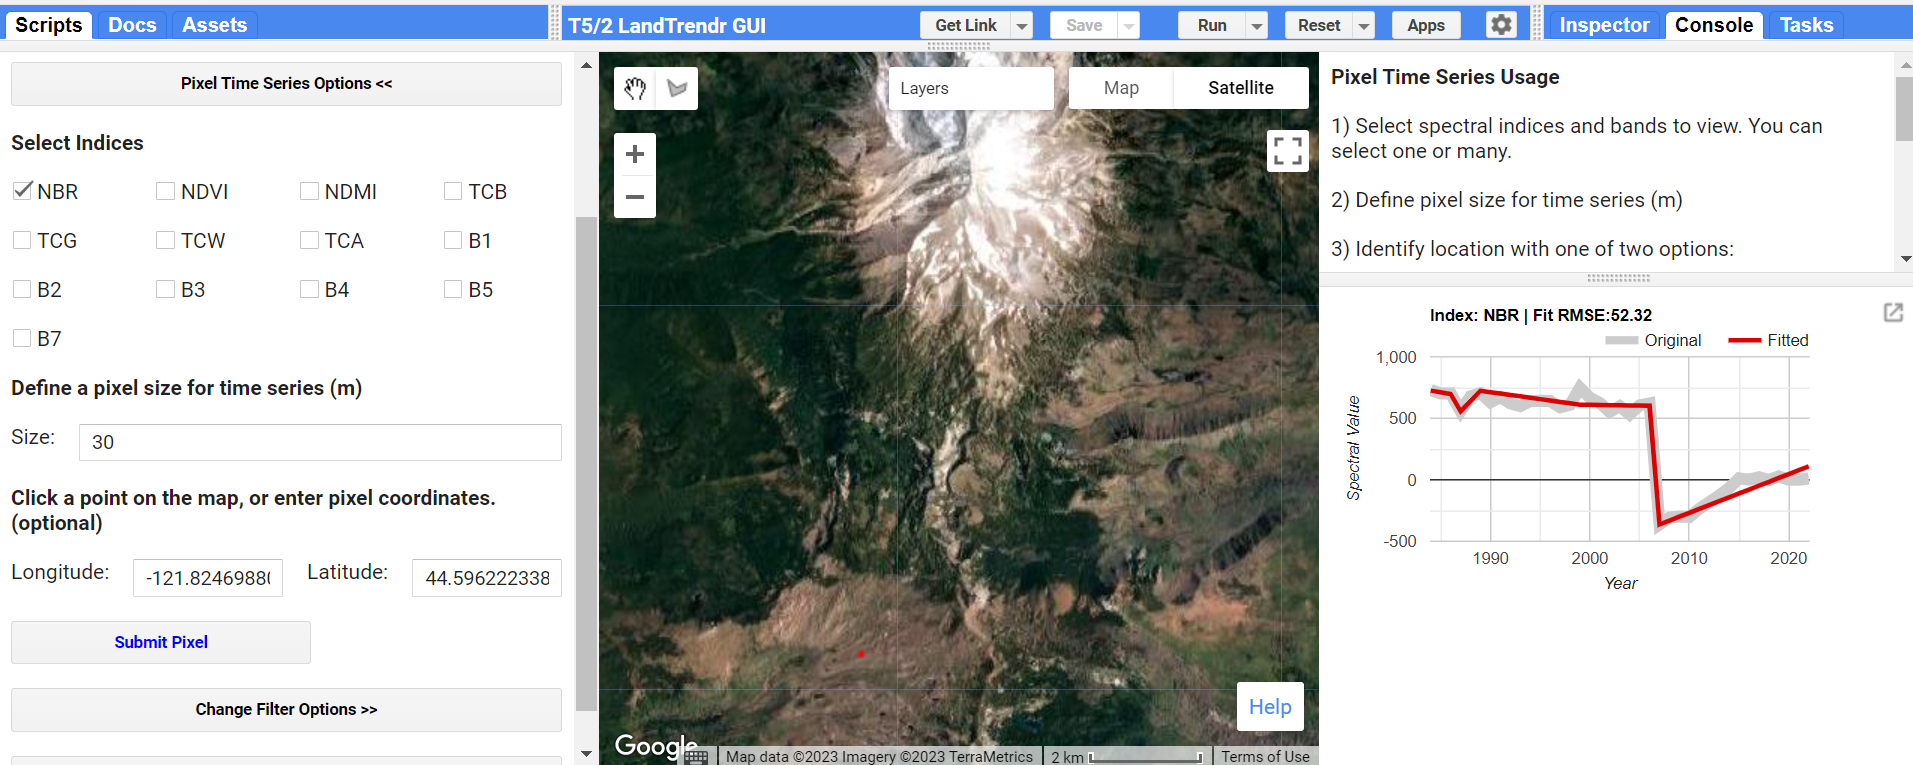 Scripts Docs Assets
T5/2 LandTrendr GUI
Get Link Save Run Reset Apps
Inspector Console Tasks
Pixel Time Series Options <<
Select Indices
NBR NDVI NDMI TCB
TCG TCW TCA B1
B2 B3 B4 B5
B7
Define a pixel size for time series (m)
Size: 30
Click a point on the map, or enter pixel coordinates.
(optional)
Longitude: -121.8246988( Latitude: 44.596222338
Submit Pixel
Change Filter Options >>
Layers
Map Satellite
Help
Google
Map data ©2023 Imagery ©2023 TerraMetrics 2 km Terms of Use
Pixel Time Series Usage
1) Select spectral indices and bands to view. You can
select one or many.
2) Define pixel size for time series (m)
3) Identify location with one of two options:
Index: NBR | Fit RMSE:52.32
Original Fitted
1,000
500
0
-500
Spectral Value
1990 2000 2010 2020
Year